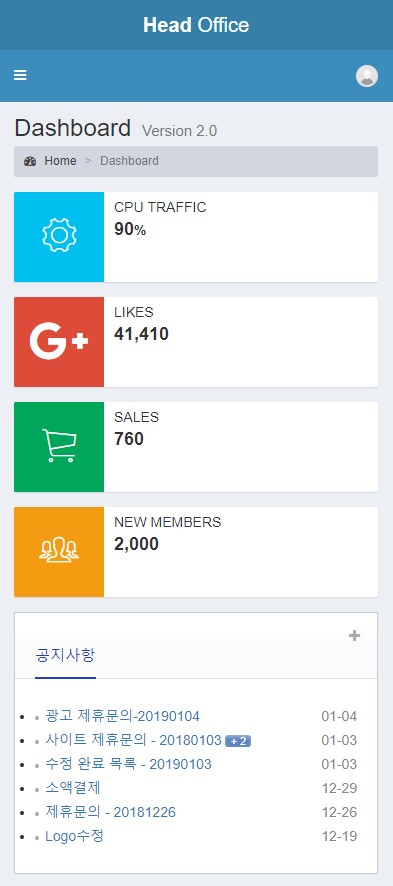 Head Office
Dashboard Version 2.0
Home > Dashboard
CPU TRAFFIC
90%
G+
LIKES
41,410
SALES
760
NEW MEMBERS
2,000
공지사항
광고 제휴문의-20190104 01-04
사이트 제휴문의 - 20180103 + 2 01-03
수정 완료 목록 - 20190103 01-03
소액결제 12-29
제휴문의 - 20181226 12-26
Logo수정 12-19